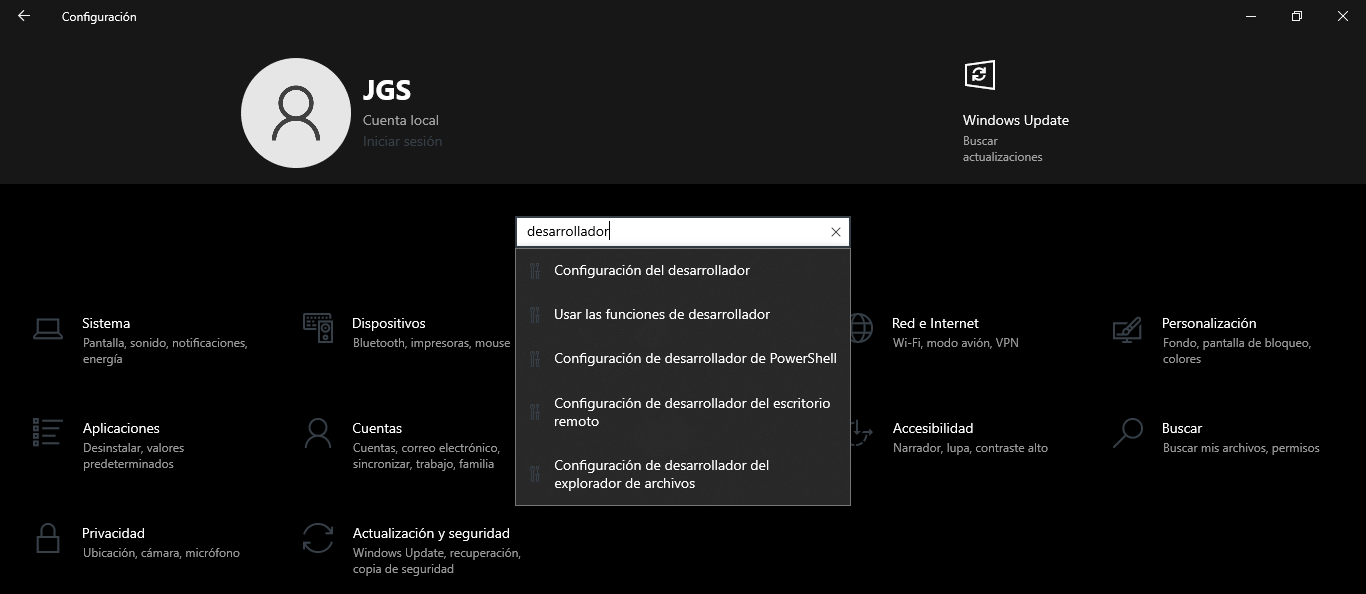 Configuración
JGS
Cuenta local
Iniciar sesión
Windows Update
Buscar
actualizaciones
desarrollador
Configuración del desarrollador
Usar las funciones de desarrollador
Configuración de desarrollador de PowerShell
Configuración de desarrollador del escritorio
remoto
Configuración de desarrollador del
explorador de archivos
Sistema
Pantalla, sonido, notificaciones,
energía
Dispositivos
Bluetooth, impresoras, mouse
Red e Internet
Wi-Fi, modo avión, VPN
Personalización
Fondo, pantalla de bloqueo,
colores
Aplicaciones
Desinstalar, valores
predeterminados
Cuentas
Cuentas, correo electrónico,
sincronizar, trabajo, familia
Accesibilidad
Narrador, lupa, contraste alto
Buscar
Buscar mis archivos, permisos
Privacidad
Ubicación, cámara, micrófono
Actualización y seguridad
Windows Update, recuperación,
copia de seguridad